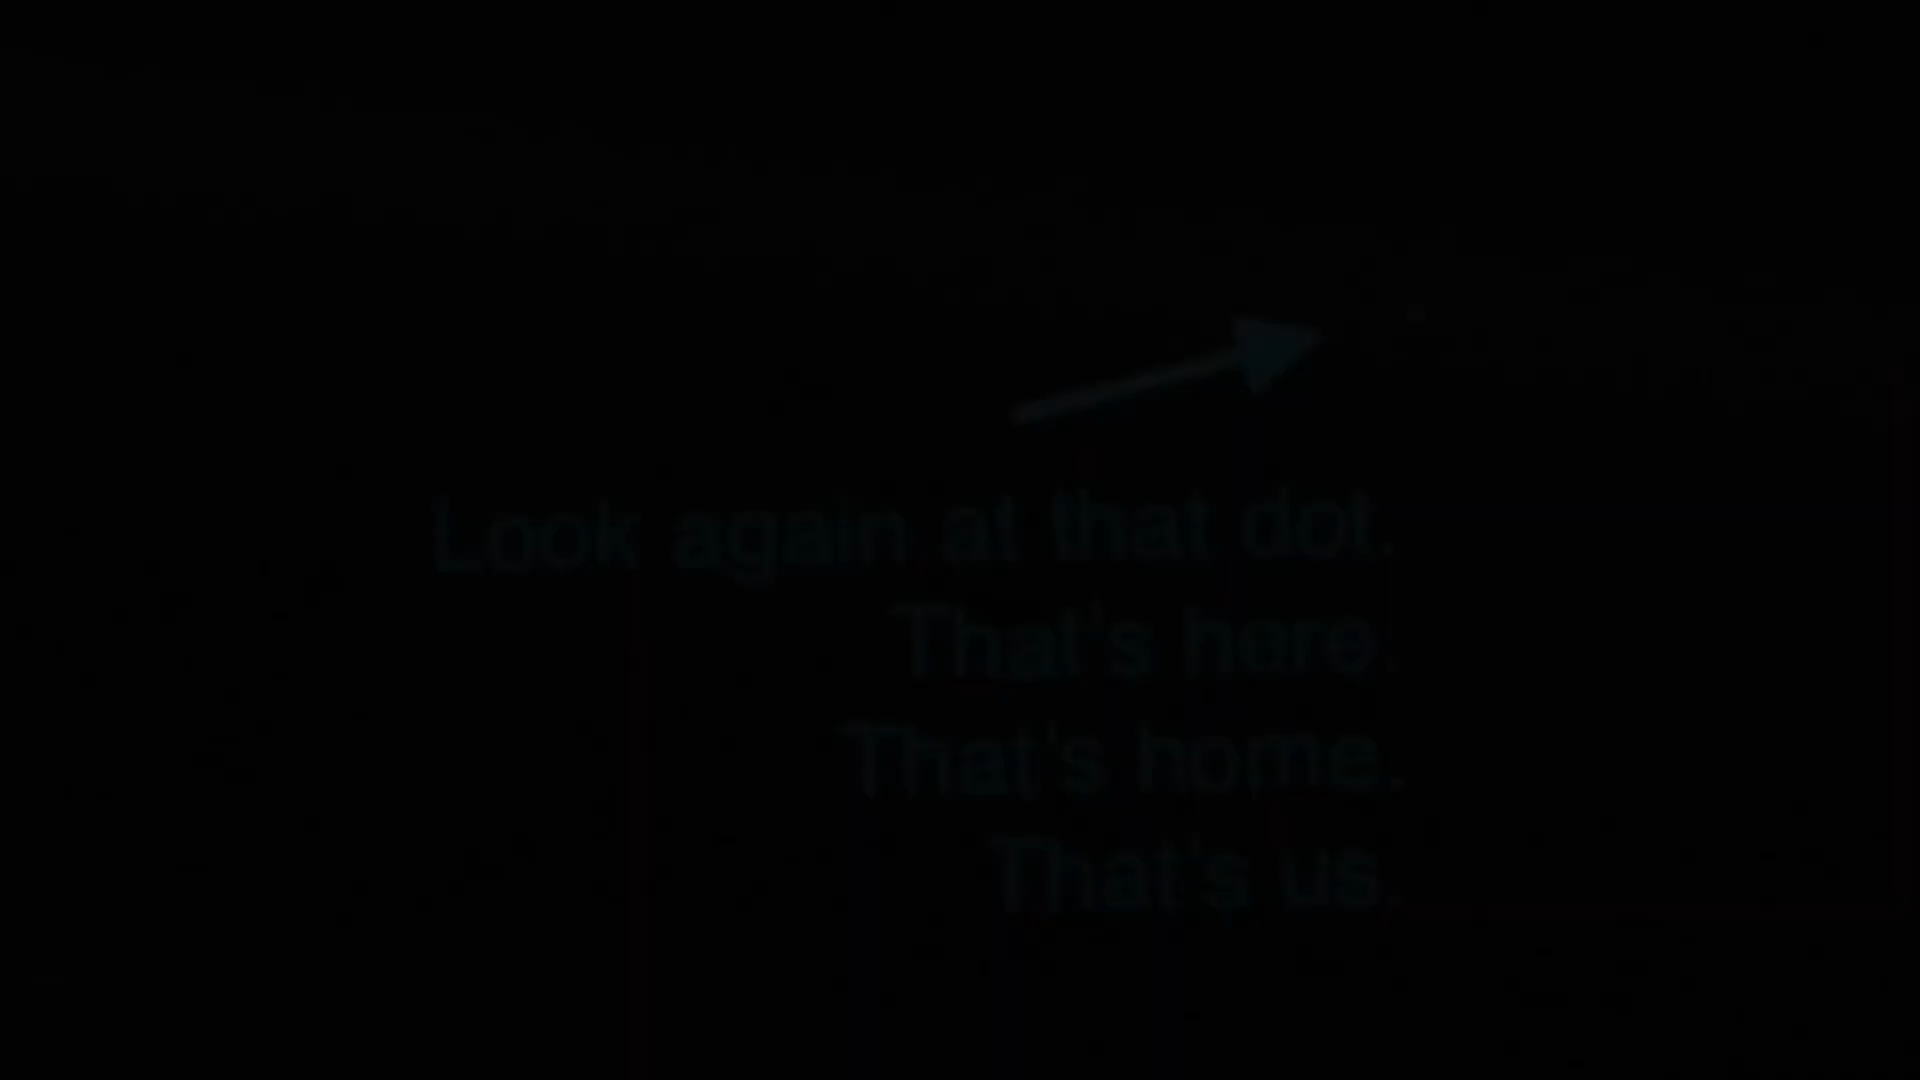 Look again at that dot.
That's here.
That's home.
That's us.